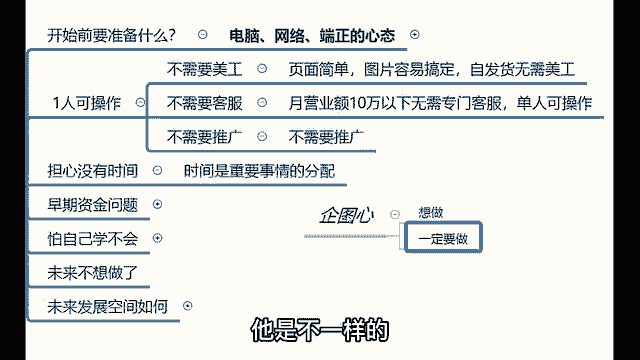 开始前要准备什么? 电脑、网络、端正的心态
不需要美工 页面简单，图片容易搞定，自发货无需美工
1人可操作 不需要客服 月营业额10万以下无需专门客服，单人可操作
不需要推广 不需要推广
担心没有时间 时间是重要事情的分配
早期资金问题
企图心 想做
怕自己学不会 一定要做
未来不想做了
未来发展空间如何
他是不一样的